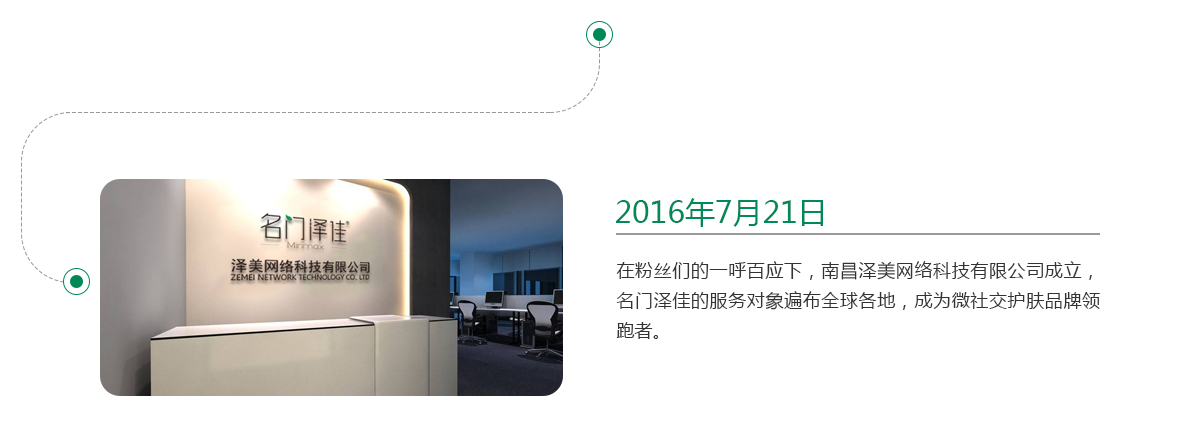 名门泽佳®
Minimax
泽美网络科技有限公司
ZEMEI NETWORK TECHNOLOGY CO. LTD
2016年7月21日
在粉丝们的一呼百应下，南昌泽美网络科技有限公司成立，
名门泽佳的服务对象遍布全球各地，成为微社交护肤品牌领
跑者。